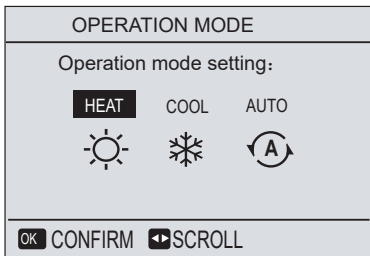 OPERATION MODE
Operation mode setting:
HEAT COOL AUTO
A
OK CONFIRM SCROLL